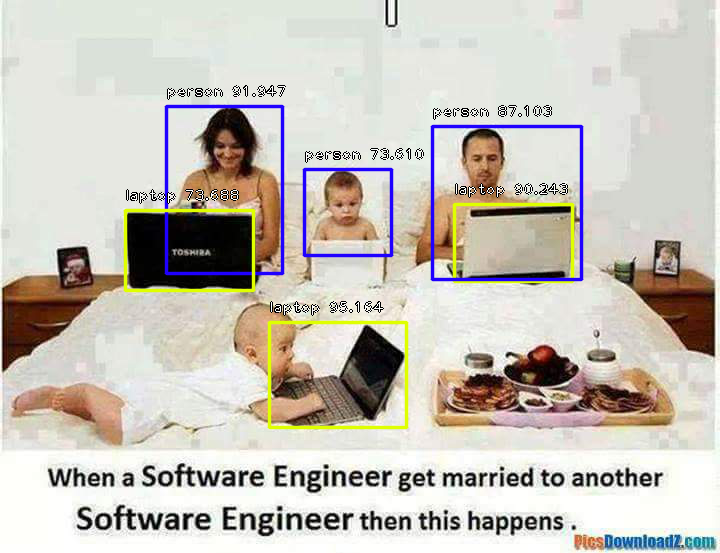 person 91.947
person 87.103
person 73.610
laptop 73.688
laptop 90.243
TOSHIBA
laptop 95.164
When a Software Engineer get married to another
Software Engineer then this happens .
PicsDownloadZ.com